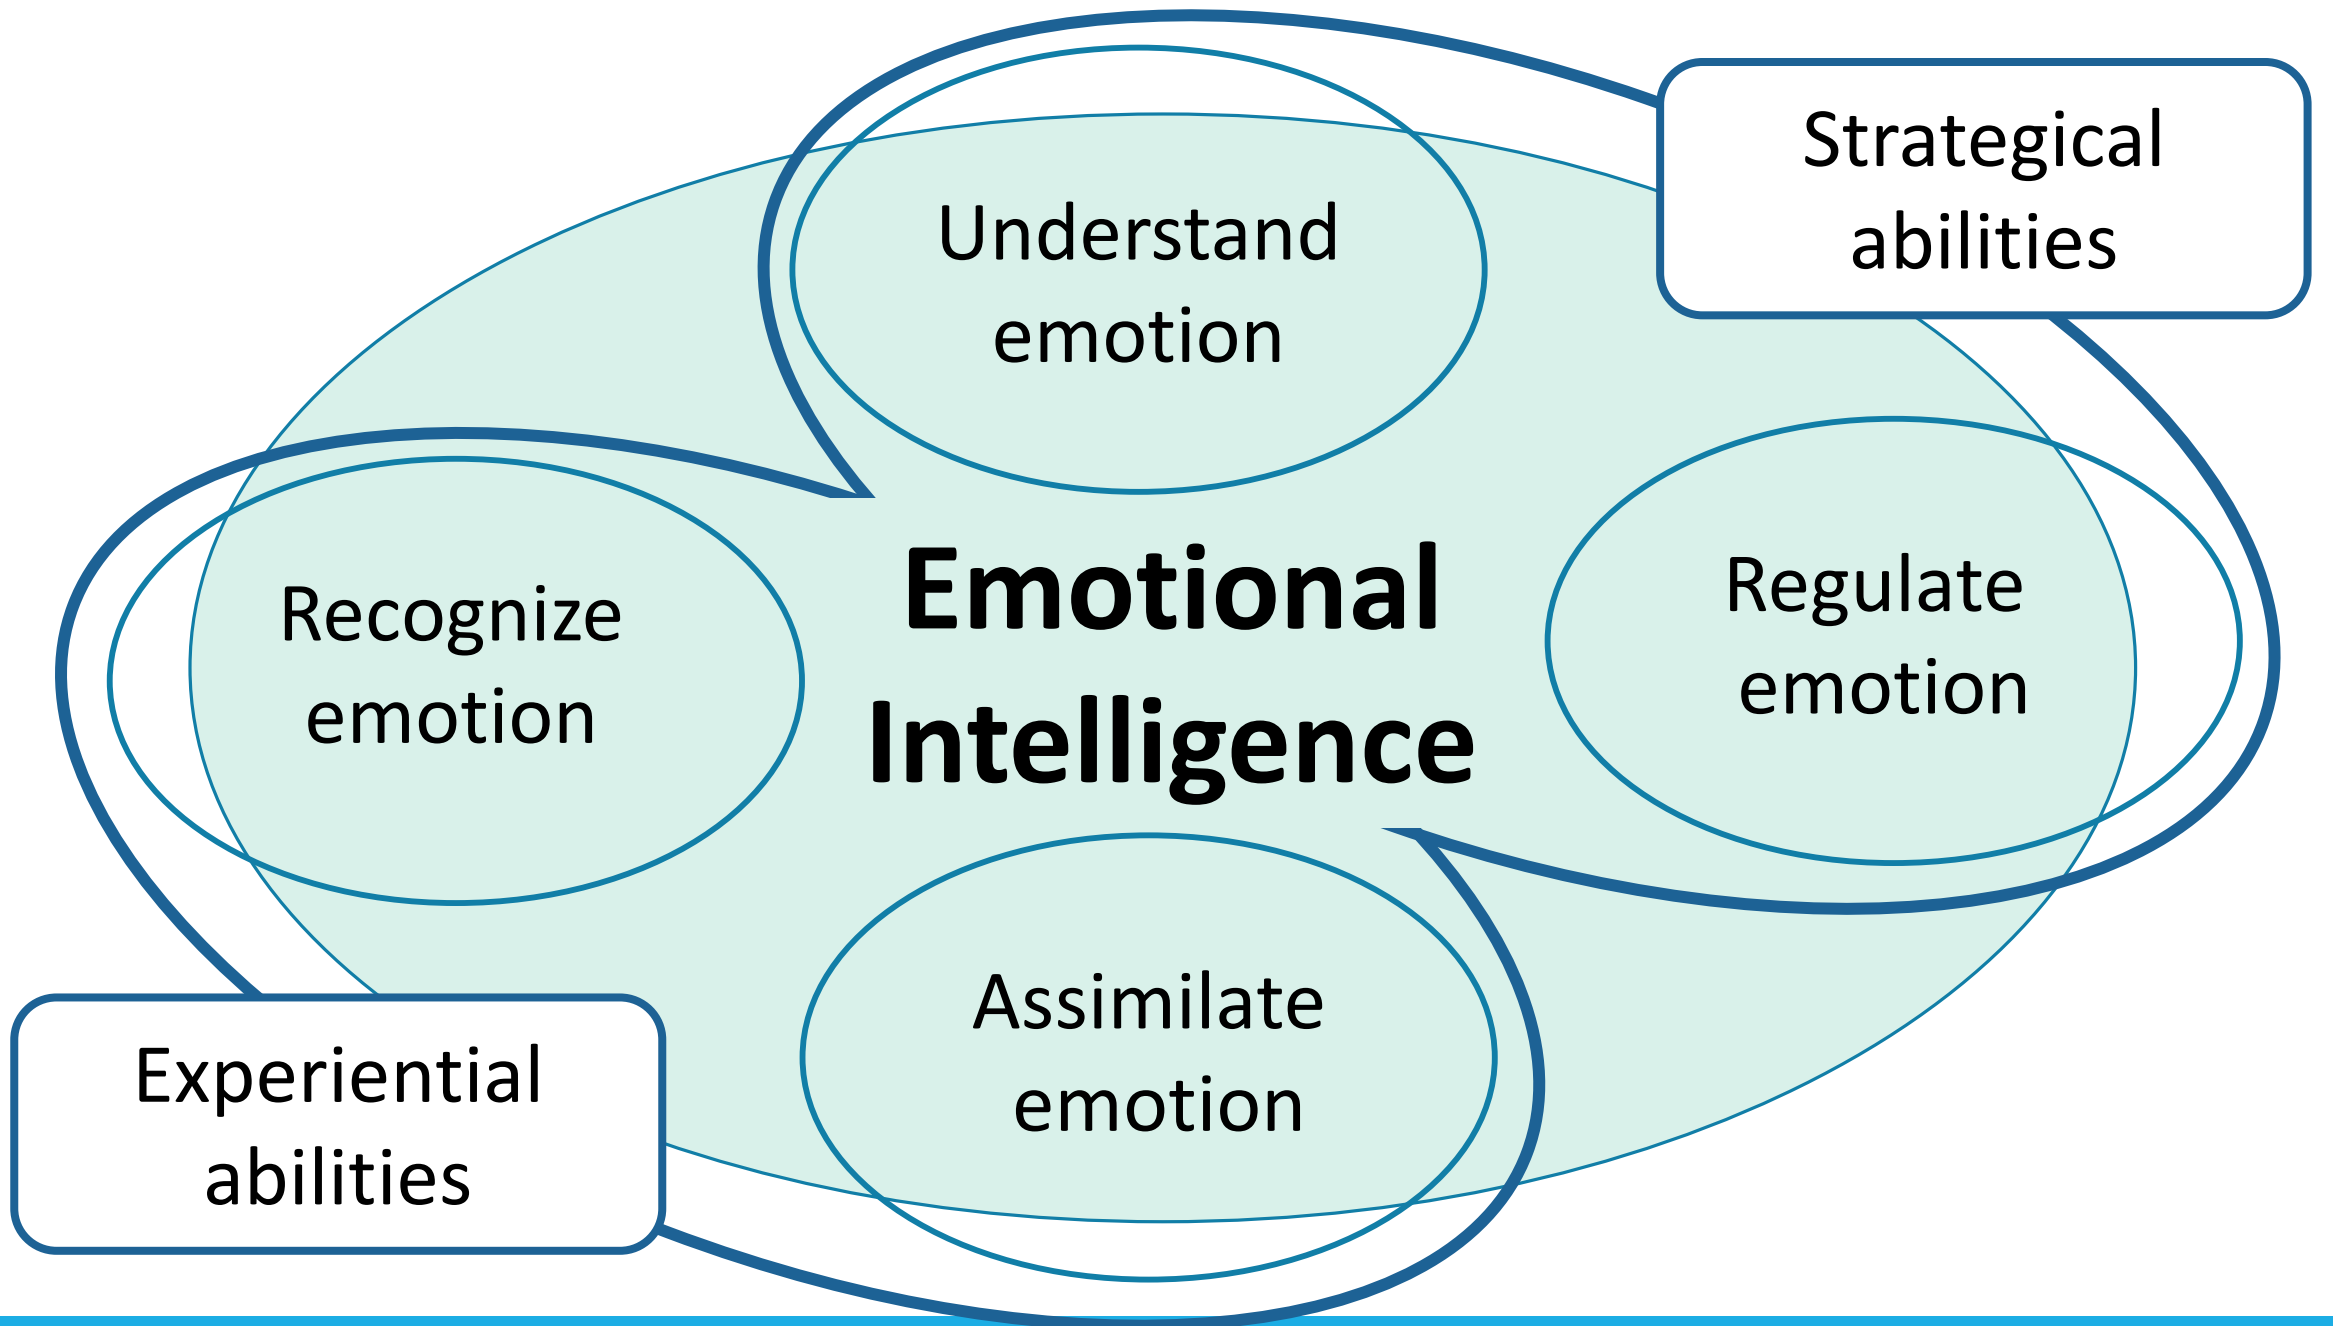 Strategical
abilities
Understand
emotion
Recognize
emotion
Emotional
Intelligence
Regulate
emotion
Assimilate
emotion
Experiential
abilities